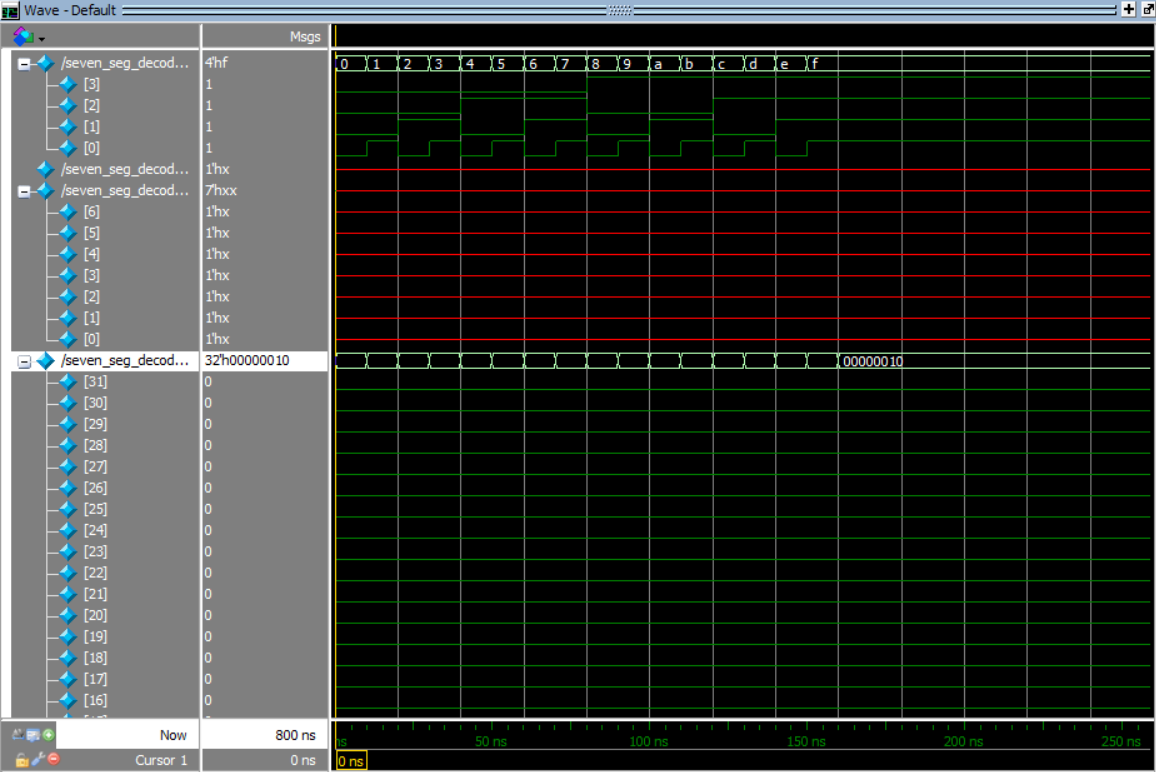 Wave - Default
Msgs
/seven_seg_decod... 4'hf 0 1 2 3 4 5 6 7 8 9 a b c d e f
[3] 1
[2] 1
[1] 1
[0] 1
/seven_seg_decod... 1'hx
/seven_seg_decod... 7'hxx
[6] 1'hx
[5] 1'hx
[4] 1'hx
[3] 1'hx
[2] 1'hx
[1] 1'hx
[0] 1'hx
/seven_seg_decod... 32'h00000010 00000010
[31] 0
[30] 0
[29] 0
[28] 0
[27] 0
[26] 0
[25] 0
[24] 0
[23] 0
[22] 0
[21] 0
[20] 0
[19] 0
[18] 0
[17] 0
[16] 0
Now 800 ns ns 50 ns 100 ns 150 ns 200 ns 250 ns
Cursor 1 0 ns 0 ns